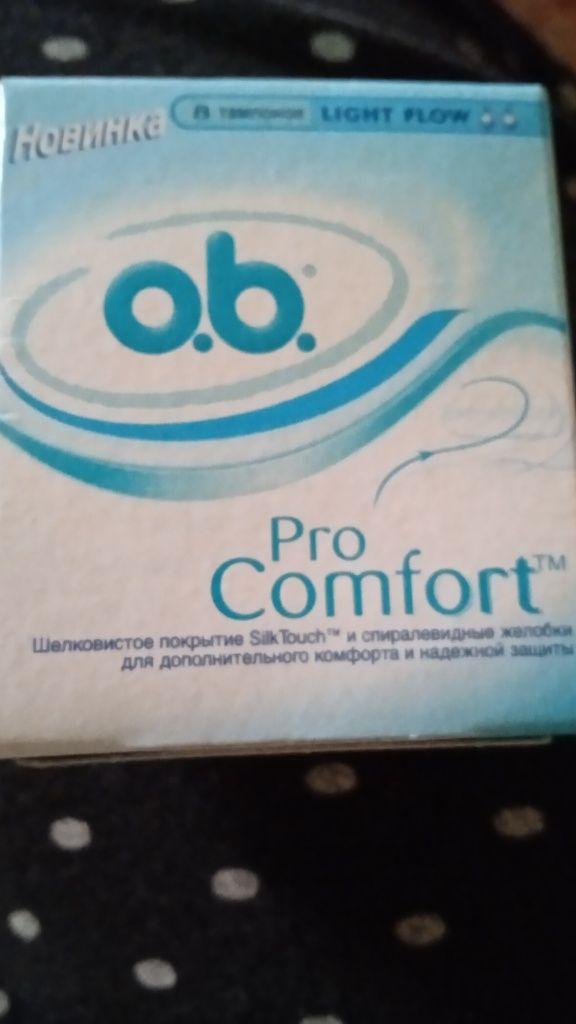 Новинка
8 тампонов LIGHT FLOW
o.b.®
Pro
Comfort™
Шелковистое покрытие SilkTouch™ и спиралевидные желобки
для дополнительного комфорта и надежной защиты